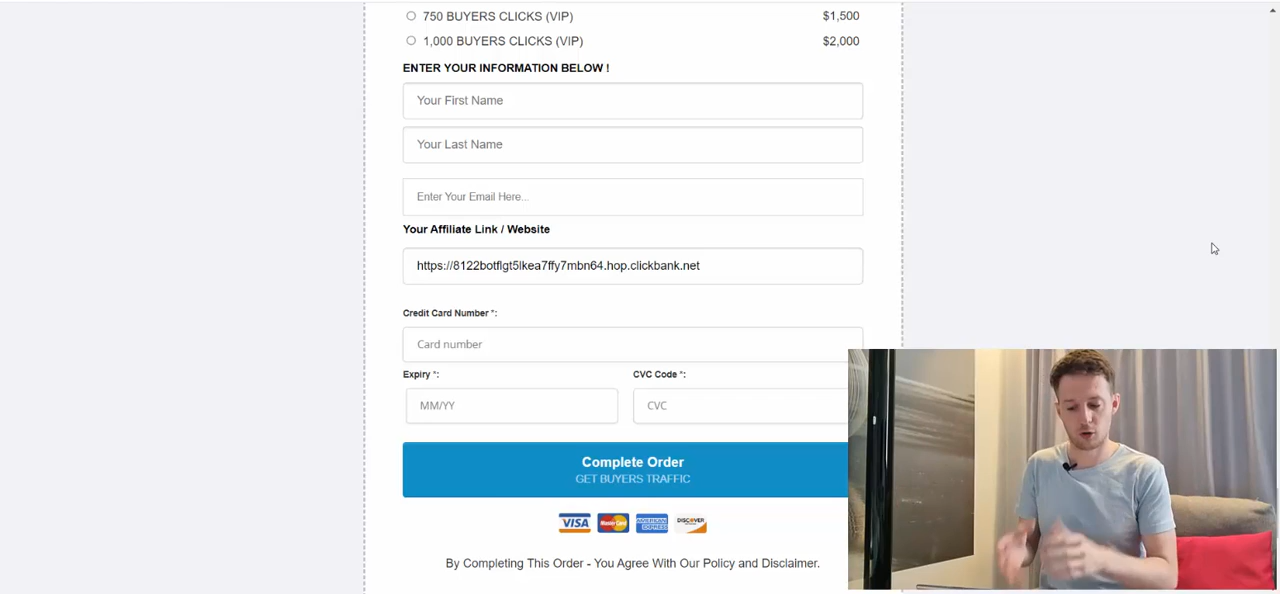 750 BUYERS CLICKS (VIP) $1,500
1,000 BUYERS CLICKS (VIP) $2,000
ENTER YOUR INFORMATION BELOW !
Your First Name
Your Last Name
Enter Your Email Here...
Your Affiliate Link / Website
https://8122botflgt5lkea7ffy7mbn64.hop.clickbank.net
Credit Card Number *:
Card number
Expiry *: CVC Code *:
MM/YY CVC
Complete Order
GET BUYERS TRAFFIC
VISA MasterCard AMERICAN EXPRESS DISCOVER
By Completing This Order - You Agree With Our Policy and Disclaimer.